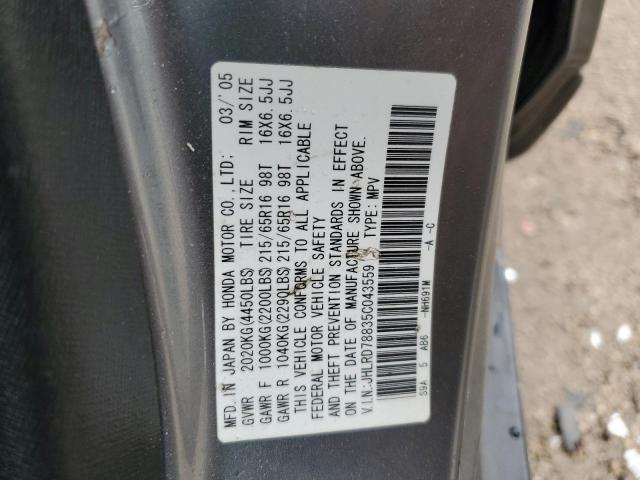 MFD. IN JAPAN BY HONDA MOTOR CO., LTD; 03/'05
GVWR 2020KG(4450LBS) TIRE SIZE RIM SIZE
GAWR F 1000KG(2200LBS) 215/65R16 98T 16X6.5JJ
GAWR R 1040KG(2290LBS) 215/65R16 98T 16X6.5JJ
THIS VEHICLE CONFORMS TO ALL APPLICABLE
FEDERAL MOTOR VEHICLE SAFETY
AND THEFT PREVENTION STANDARDS IN EFFECT
ON THE DATE OF MANUFACTURE SHOWN ABOVE.
V.I.N.:JHLRD78835C043559 TYPE: MPV
S9A 5 AB6 -NH691M -A -C